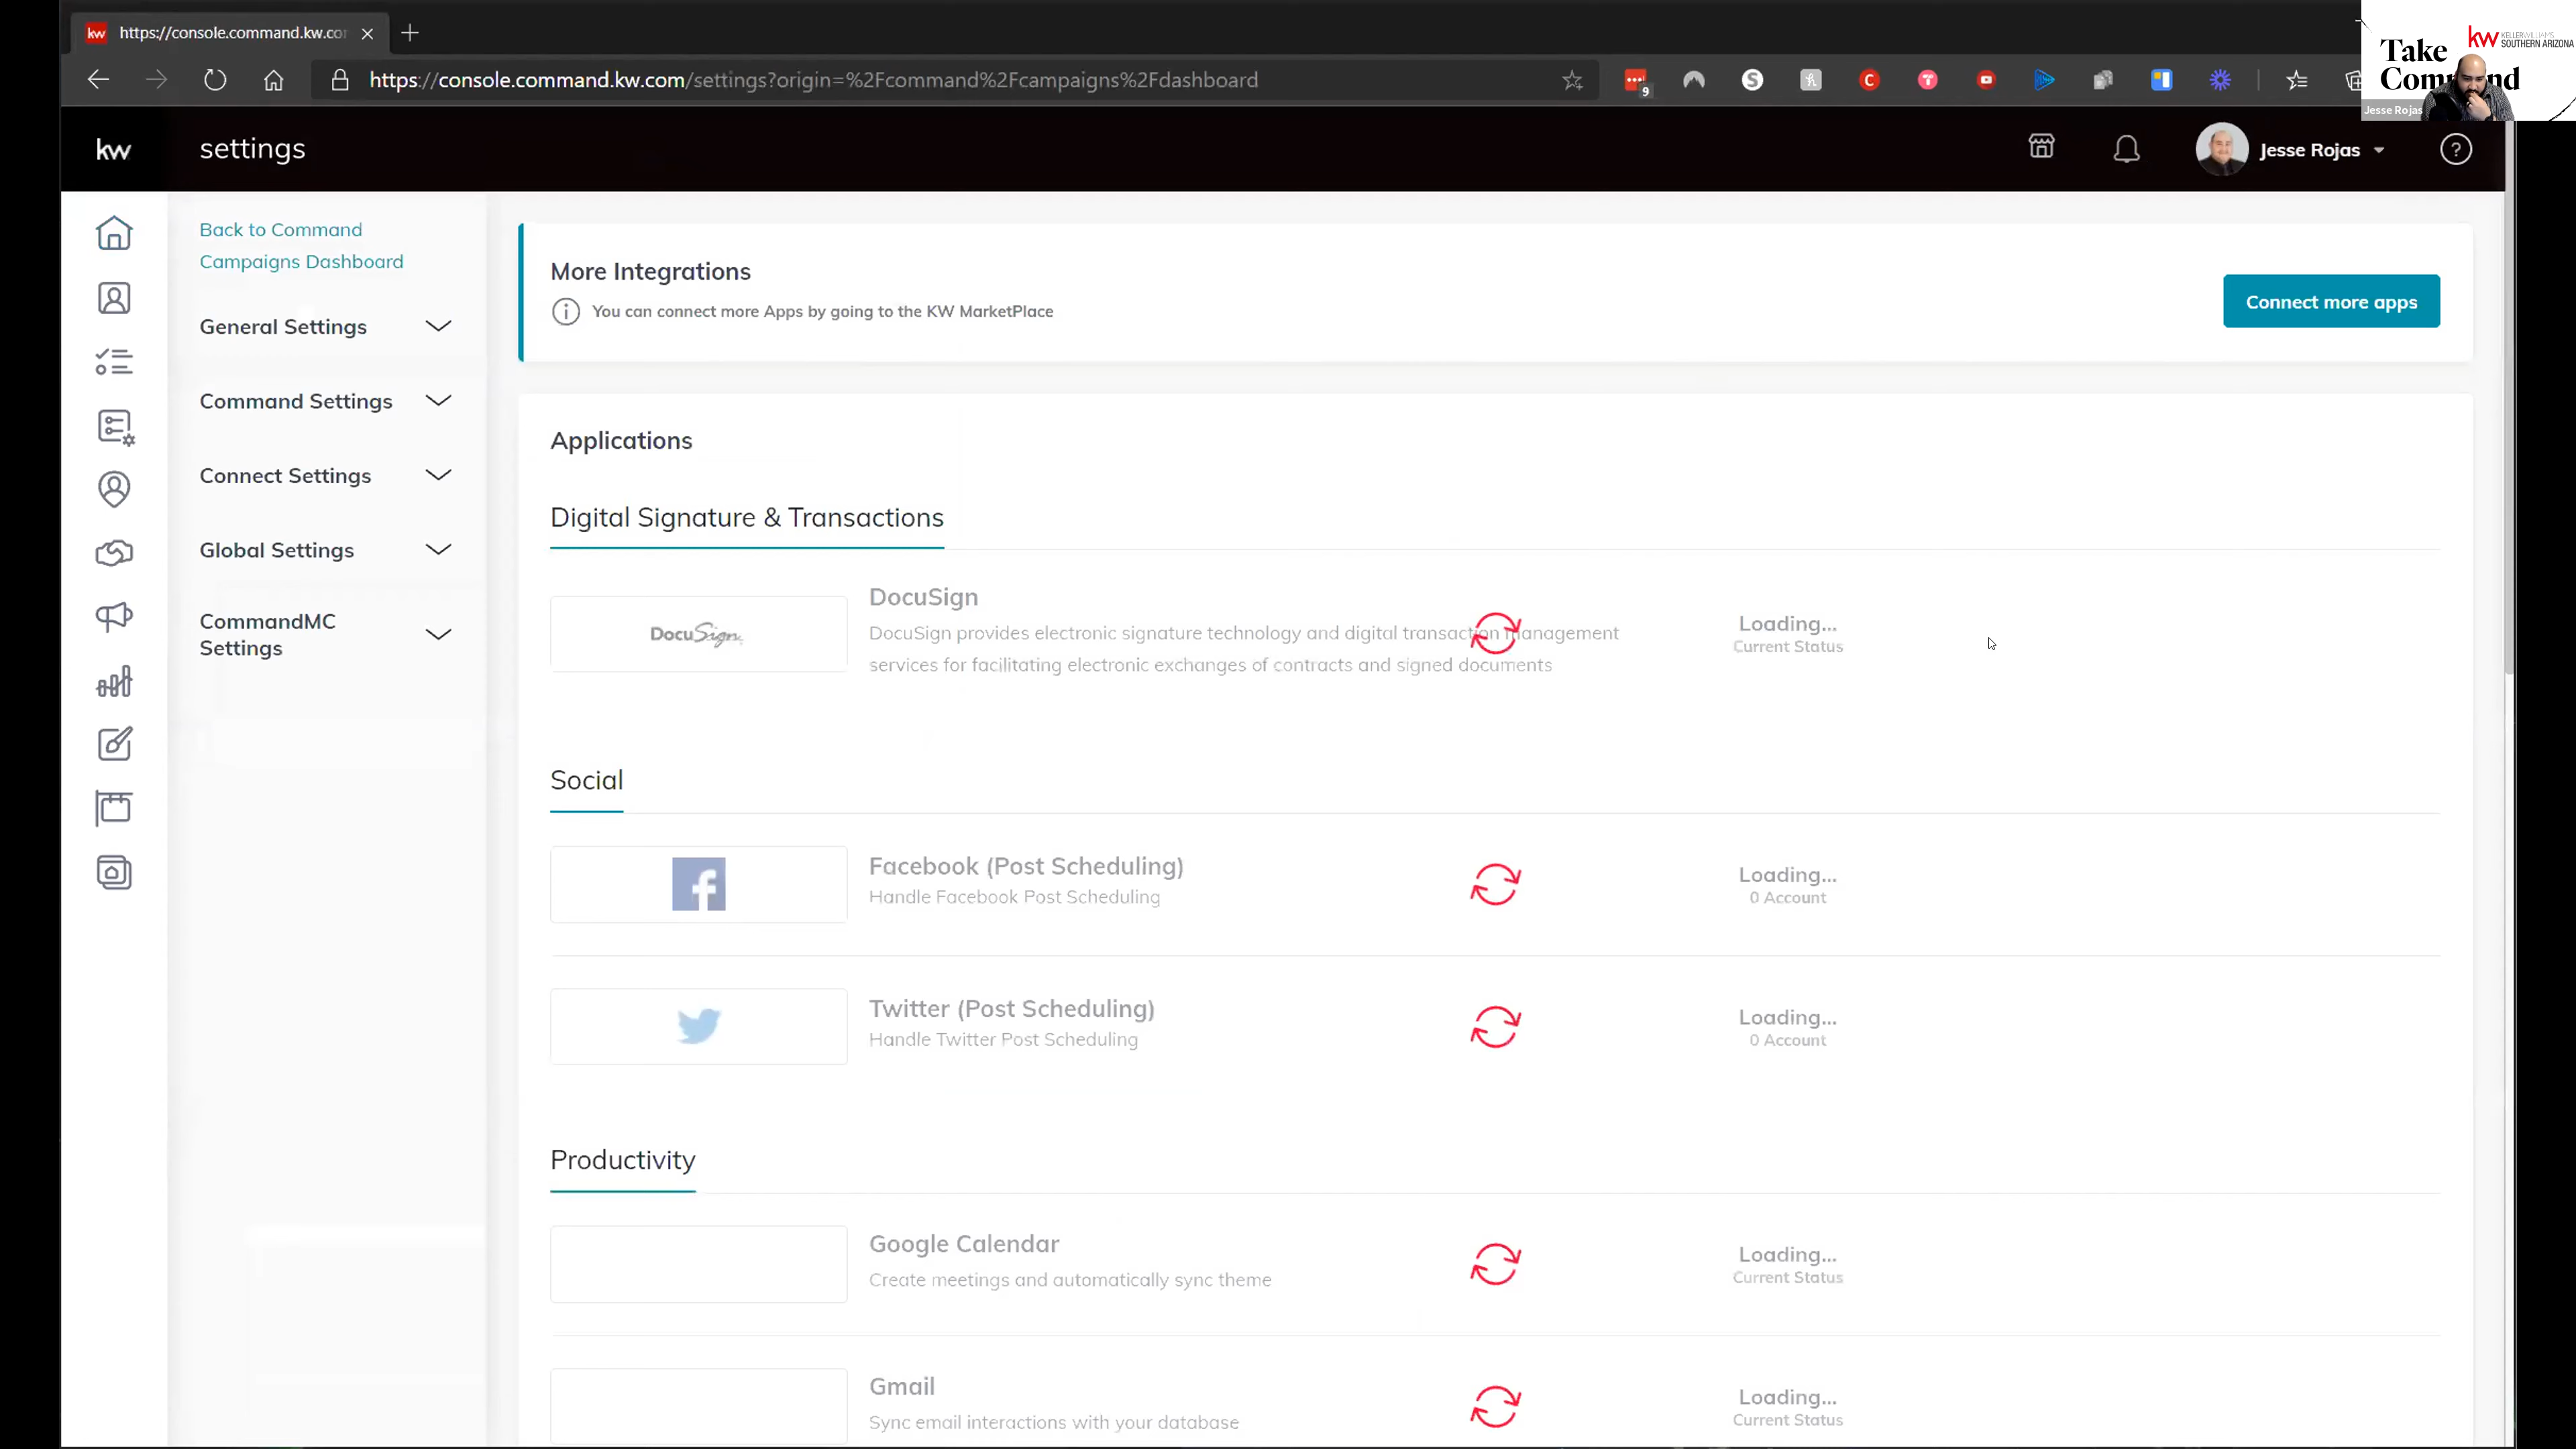 https://console.command.kw.co
https://console.command.kw.com/settings?origin=%2Fcommand%2Fcampaigns%2Fdashboard
9
Take
Command
kw KELLERWILLIAMS
SOUTHERN ARIZONA
Jesse Rojas
kw
settings
Jesse Rojas
?
Back to Command
Campaigns Dashboard
General Settings
Command Settings
Connect Settings
Global Settings
CommandMC
Settings
More Integrations
You can connect more Apps by going to the KW MarketPlace
Connect more apps
Applications
Digital Signature & Transactions
DocuSign
DocuSign
DocuSign provides electronic signature technology and digital transaction management
services for facilitating electronic exchanges of contracts and signed documents
Loading...
Current Status
Social
Facebook (Post Scheduling)
Handle Facebook Post Scheduling
Loading...
0 Account
Twitter (Post Scheduling)
Handle Twitter Post Scheduling
Loading...
0 Account
Productivity
Google Calendar
Create meetings and automatically sync theme
Loading...
Current Status
Gmail
Sync email interactions with your database
Loading...
Current Status